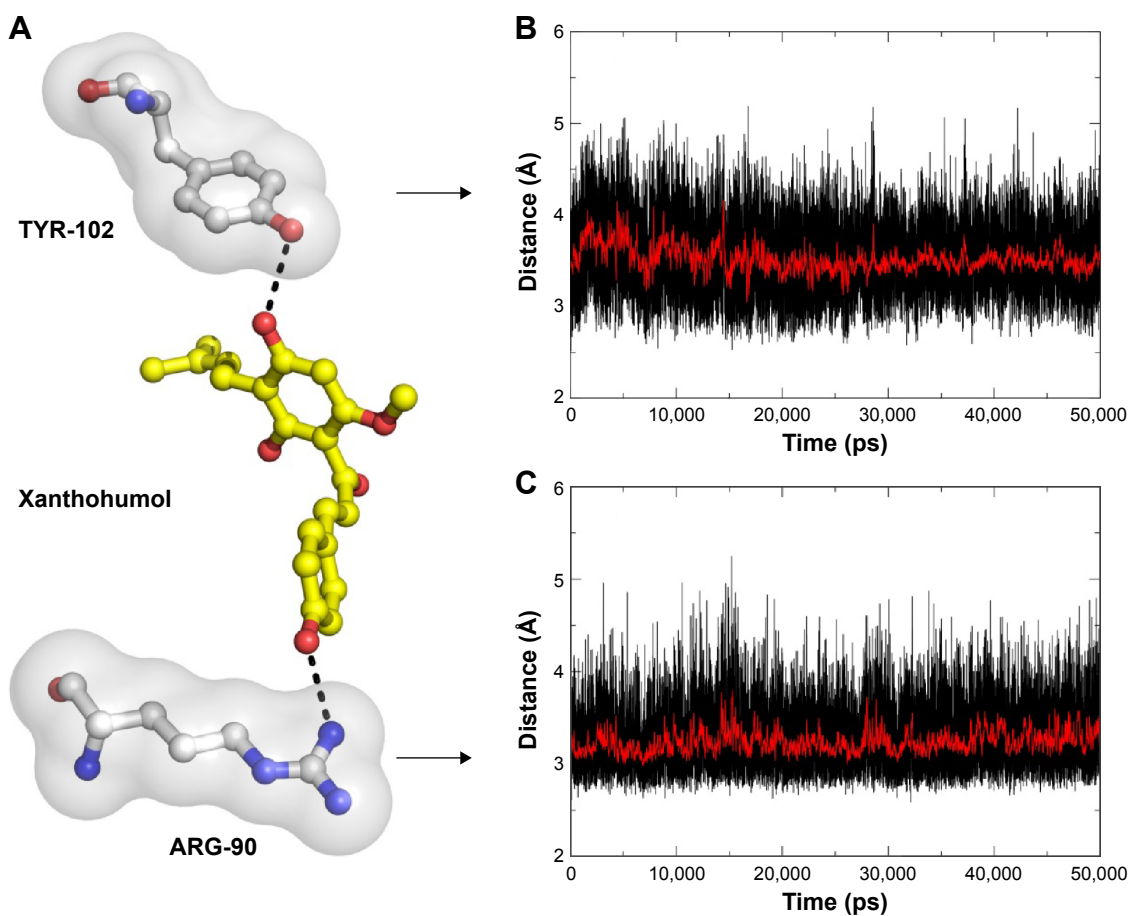 A
TYR-102
Xanthohumol
ARG-90
B
Distance (Å)
6
5
4
3
2
0
10,000
20,000
30,000
40,000
50,000
Time (ps)
C
Distance (Å)
6
5
4
3
2
0
10,000
20,000
30,000
40,000
50,000
Time (ps)